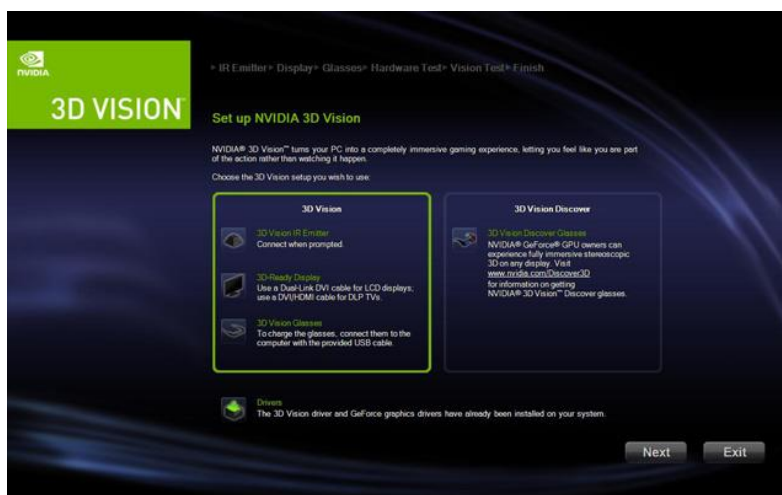 NVIDIA
3D VISION™
▸ IR Emitter▸ Display▸ Glasses▸ Hardware Test▸ Vision Test▸ Finish
Set up NVIDIA 3D Vision
NVIDIA® 3D Vision™ turns your PC into a completely immersive gaming experience, letting you feel like you are part
of the action rather than watching it happen.
Choose the 3D Vision setup you wish to use:
3D Vision
3D Vision IR Emitter
Connect when prompted.
3D-Ready Display
Use a Dual-Link DVI cable for LCD displays;
use a DVI/HDMI cable for DLP TVs.
3D Vision Glasses
To charge the glasses, connect them to the
computer with the provided USB cable.
3D Vision Discover
3D Vision Discover Glasses
NVIDIA® GeForce® GPU owners can
experience fully immersive stereoscopic
3D on any display. Visit
www.nvidia.com/Discover3D
for information on getting
NVIDIA® 3D Vision™ Discover glasses.
Drivers
The 3D Vision driver and GeForce graphics drivers have already been installed on your system.
Next
Exit